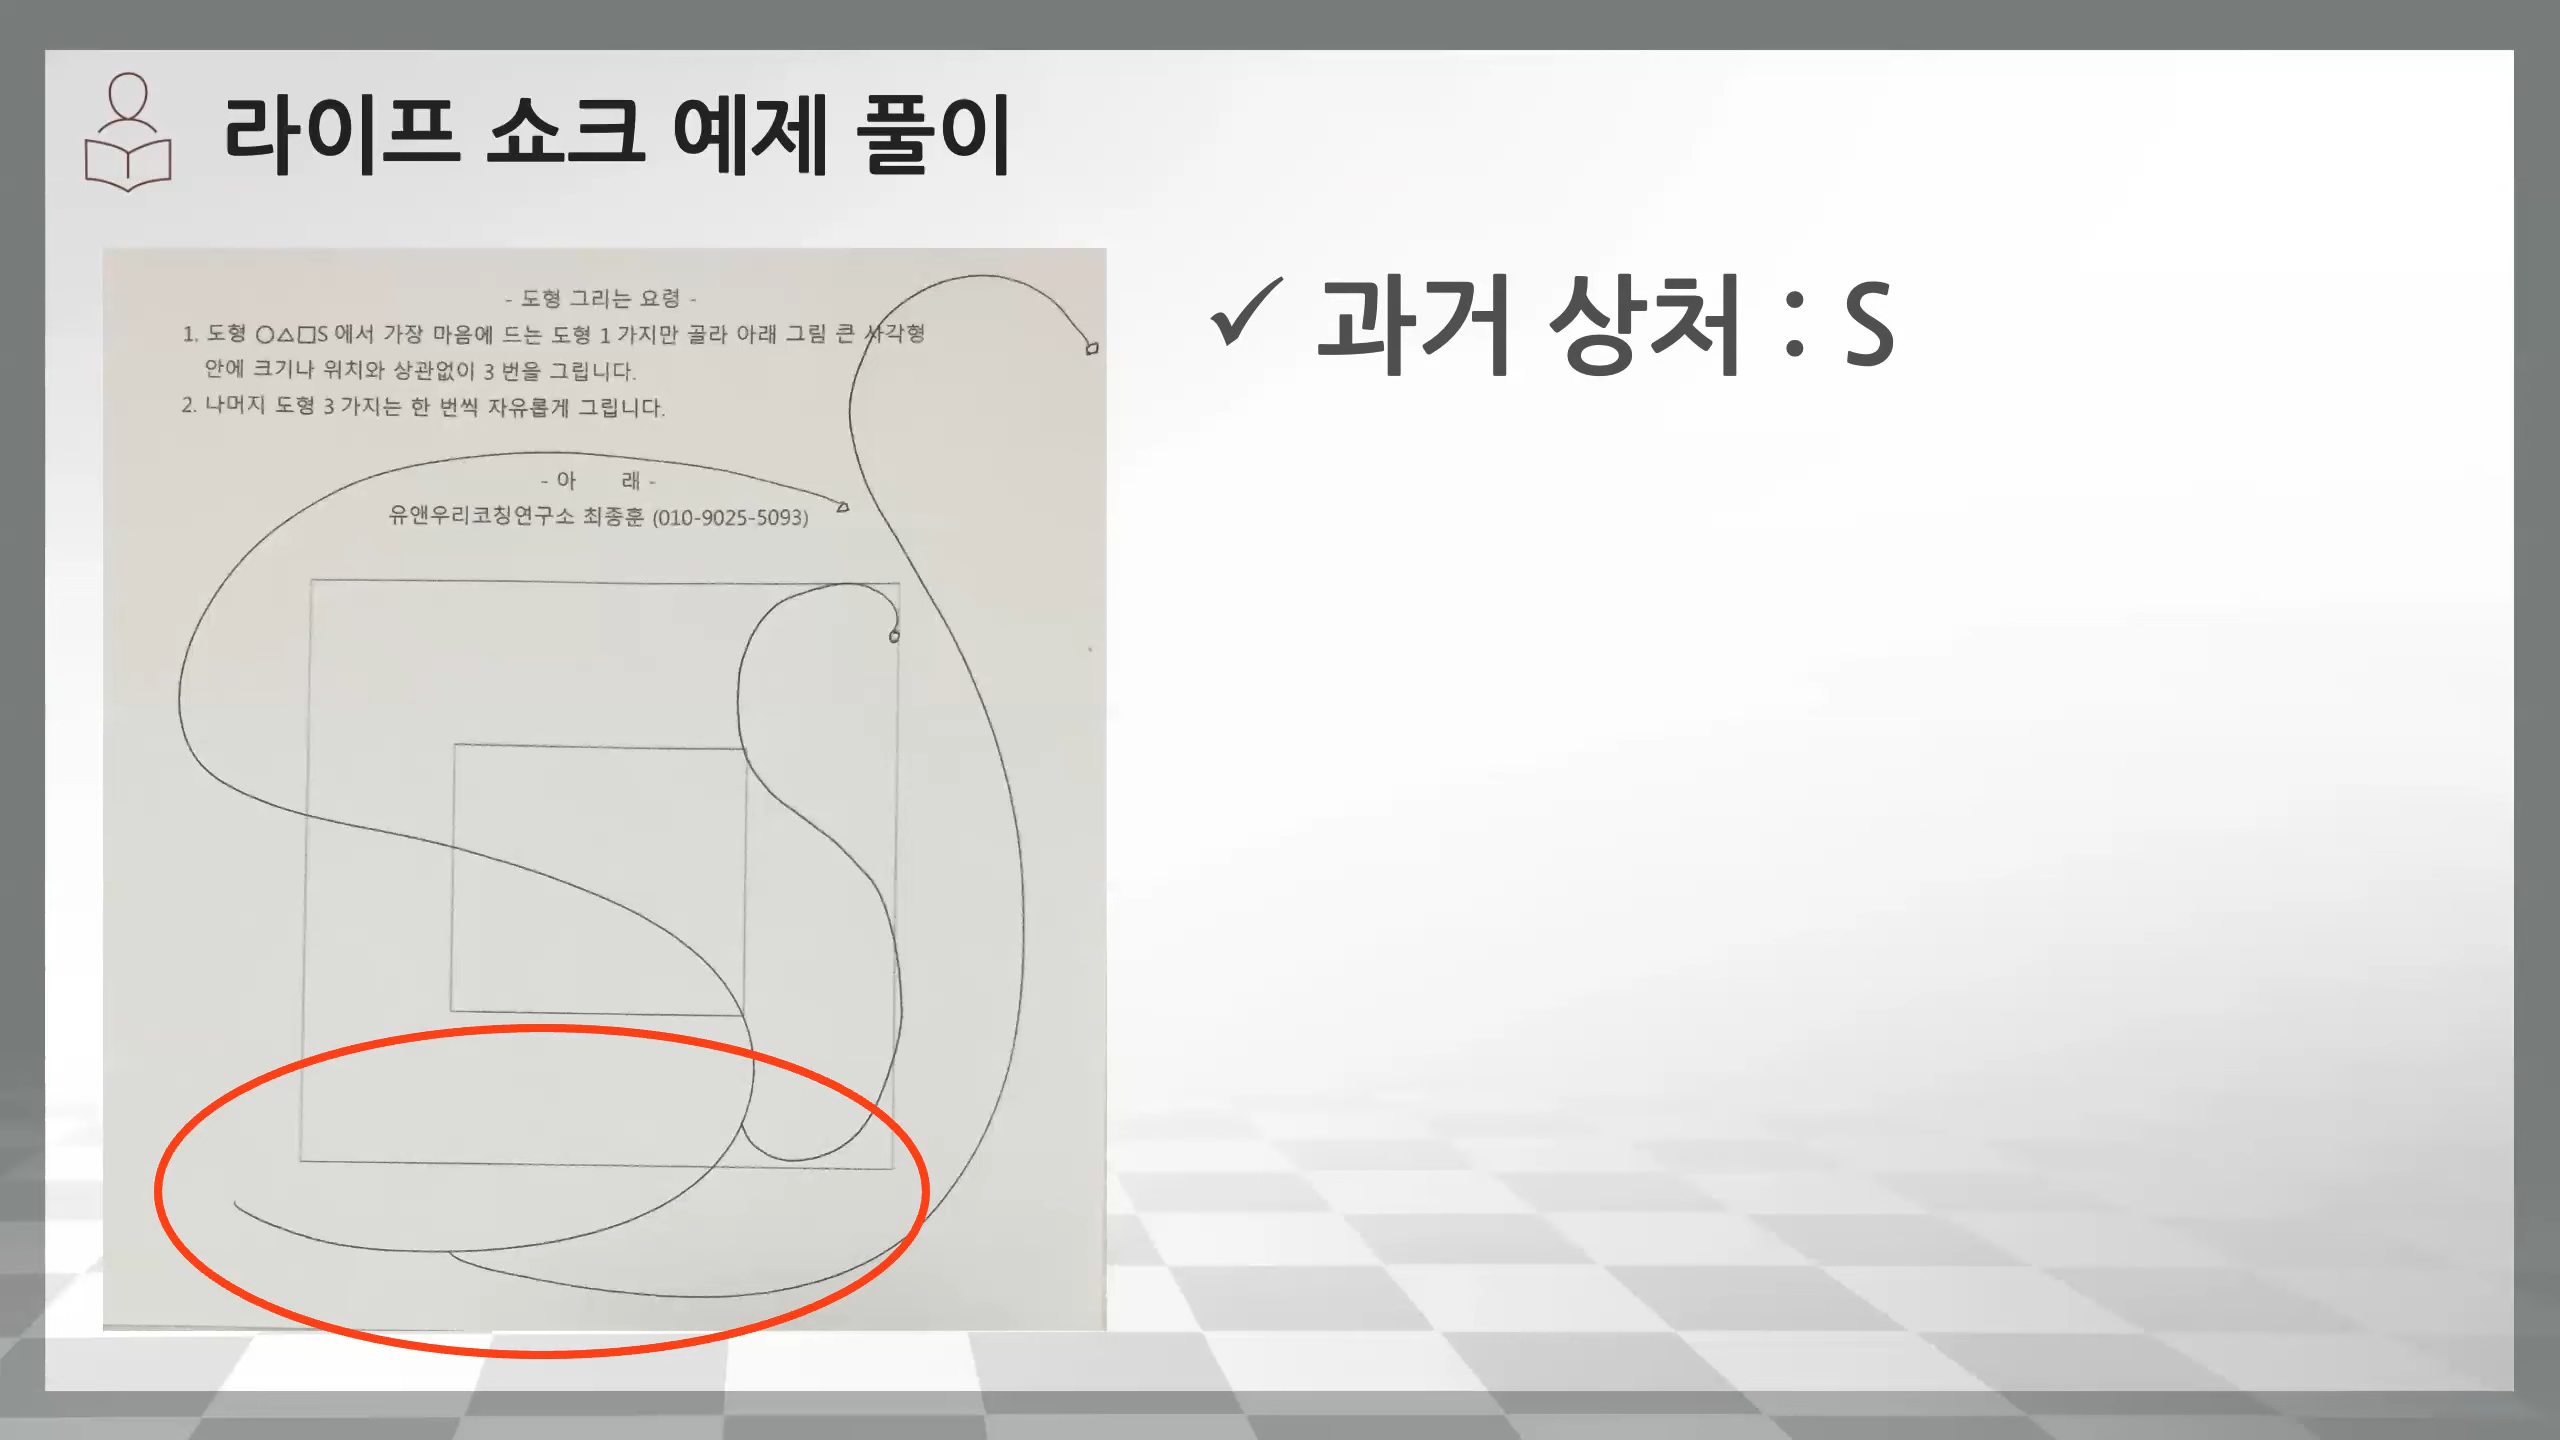 라이프 쇼크 예제 풀이
- 도형 그리는 요령 -
1. 도형 ○△□S 에서 가장 마음에 드는 도형 1 가지만 골라 아래 그림 큰 사각형
안에 크기나 위치와 상관없이 3 번을 그립니다.
2. 나머지 도형 3 가지는 한 번씩 자유롭게 그립니다.
- 아 래 -
유앤우리코칭연구소 최종훈 (010-9025-5093)
✓ 과거 상처 : S